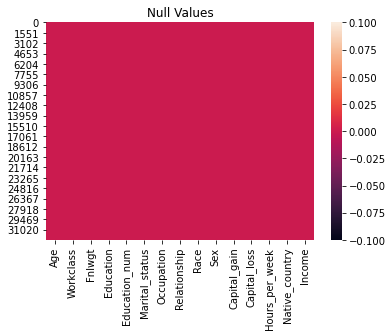 Null Values
0
1551
3102
4653
6204
7755
9306
10857
12408
13959
15510
17061
18612
20163
21714
23265
24816
26367
27918
29469
31020
Age
Workclass
Fnlwgt
Education
Education_num
Marital_status
Occupation
Relationship
Race
Sex
Capital_gain
Capital_loss
Hours_per_week
Native_country
Income
0.100
0.075
0.050
0.025
0.000
−0.025
−0.050
−0.075
−0.100